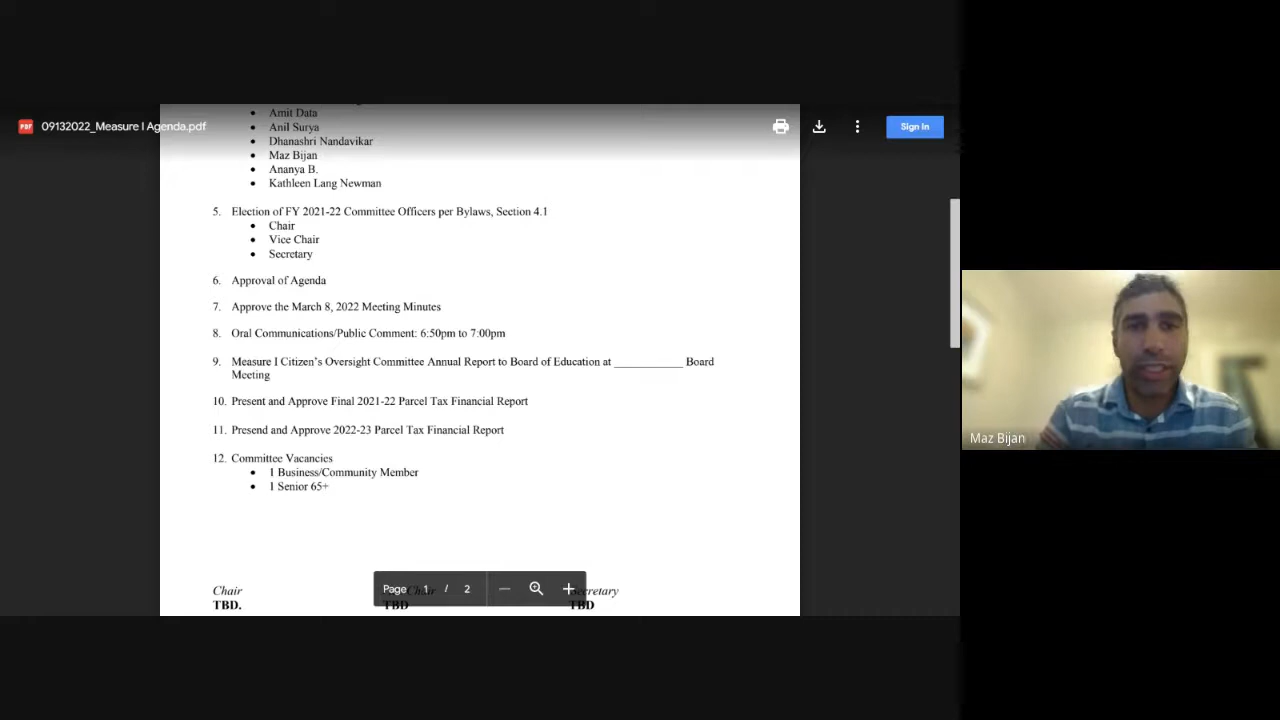 09132022_Measure I Agenda.pdf
Sign In
• Amit Data
• Anil Surya
• Dhanashri Nandavikar
• Maz Bijan
• Ananya B.
• Kathleen Lang Newman
5. Election of FY 2021-22 Committee Officers per Bylaws, Section 4.1
• Chair
• Vice Chair
• Secretary
6. Approval of Agenda
7. Approve the March 8, 2022 Meeting Minutes
8. Oral Communications/Public Comment: 6:50pm to 7:00pm
9. Measure I Citizen's Oversight Committee Annual Report to Board of Education at ____________ Board
Meeting
10. Present and Approve Final 2021-22 Parcel Tax Financial Report
11. Presend and Approve 2022-23 Parcel Tax Financial Report
12. Committee Vacancies
• 1 Business/Community Member
• 1 Senior 65+
Page 1 / 2
Chair Chair Secretary
TBD. TBD TBD
Maz Bijan